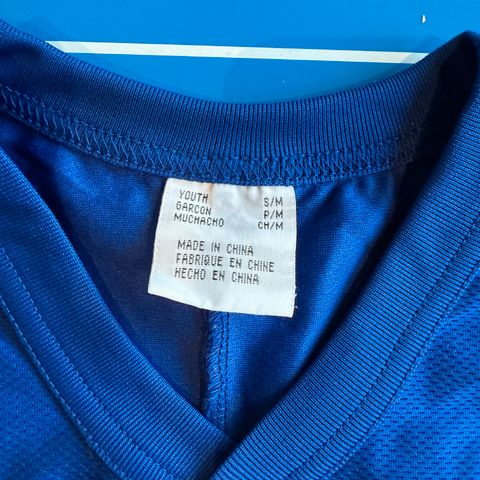 YOUTH S/M
GARCON P/M
MUCHACHO CH/M
MADE IN CHINA
FABRIQUE EN CHINE
HECHO EN CHINA